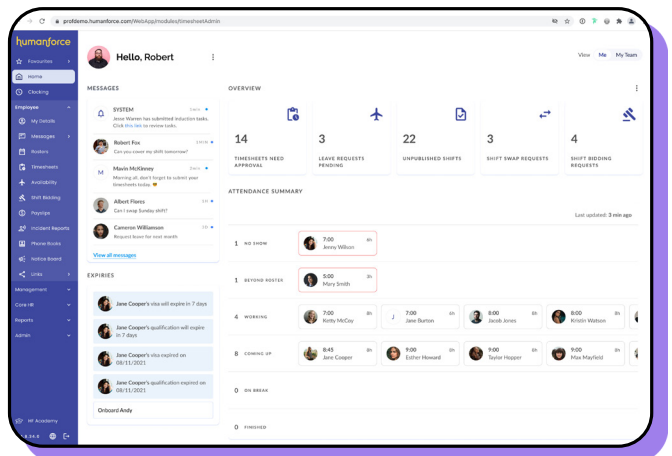 profdemo.humanforce.com/WebApp/modules/timesheetAdmin
humanforce
Favourites
Home
Clocking
Employee
My Details
Messages
Rosters
Timesheets
Availability
Shift Bidding
Payslips
Incident Reports
Phone Books
Notice Board
Links
Management
Core HR
Reports
Admin
HF Academy
Hello, Robert
View Me My Team
MESSAGES
SYSTEM
Jesse Warren has submitted induction tasks.
Click this link to review tasks.
Robert Fox
Can you cover my shift tomorrow?
M Mavin McKinney
Morning all, don't forget to submit your
timesheets today.
Albert Flores 1D
Can I swap Sunday shift?
Cameron Williamson
Request leave for next month
View all messages
EXPIRIES
Jane Cooper's visa will expire in 7 days
Jane Cooper's qualification will expire
in 7 days
Jane Cooper's visa expired on
08/11/2021
Jane Cooper's qualification expired on
08/11/2021
Onboard Andy
OVERVIEW
14
TIMESHEETS NEED
APPROVAL
3
LEAVE REQUESTS
PENDING
22
UNPUBLISHED SHIFTS
3
SHIFT SWAP REQUESTS
4
SHIFT BIDDING
REQUESTS
ATTENDANCE SUMMARY
Last updated: 3 min ago
1 NO SHOW
7:00 8h
Jenny Wilson
1 BEYOND ROSTER
5:00
Mary Smith
4 WORKING
7:00 8h
Ketty McCoy
J 7:00 8h
Jane Burton
8:00 8h
Jacob Jones
8:00 8h
Kristin Watson
8 COMING UP
8:45 8h
Jane Cooper
9:00 8h
Esther Howard
9:00 8h
Taylor Hopper
9:00 8h
Max Mayfield
0 ON BREAK
0 FINISHED